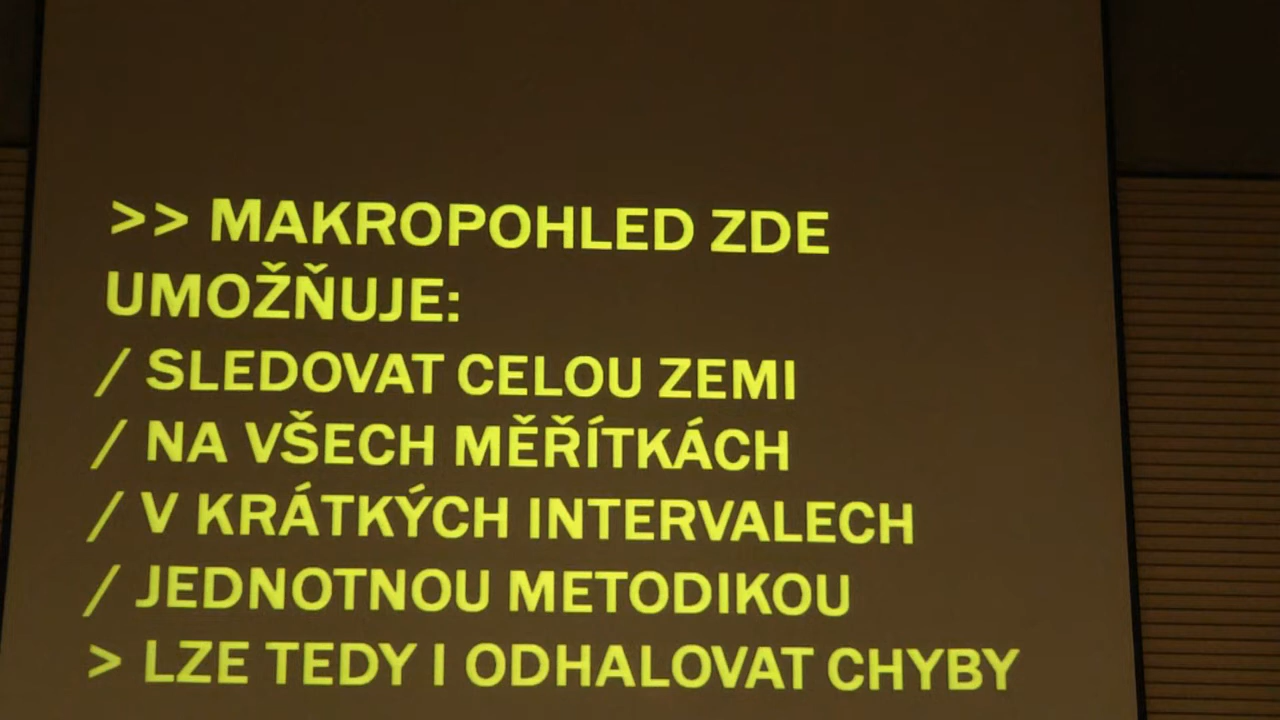 >> MAKROPOHLED ZDE
UMOŽŇUJE:
/ SLEDOVAT CELOU ZEMI
/ NA VŠECH MĚŘÍTKÁCH
/ V KRÁTKÝCH INTERVALECH
/ JEDNOTNOU METODIKOU
> LZE TEDY I ODHALOVAT CHYBY